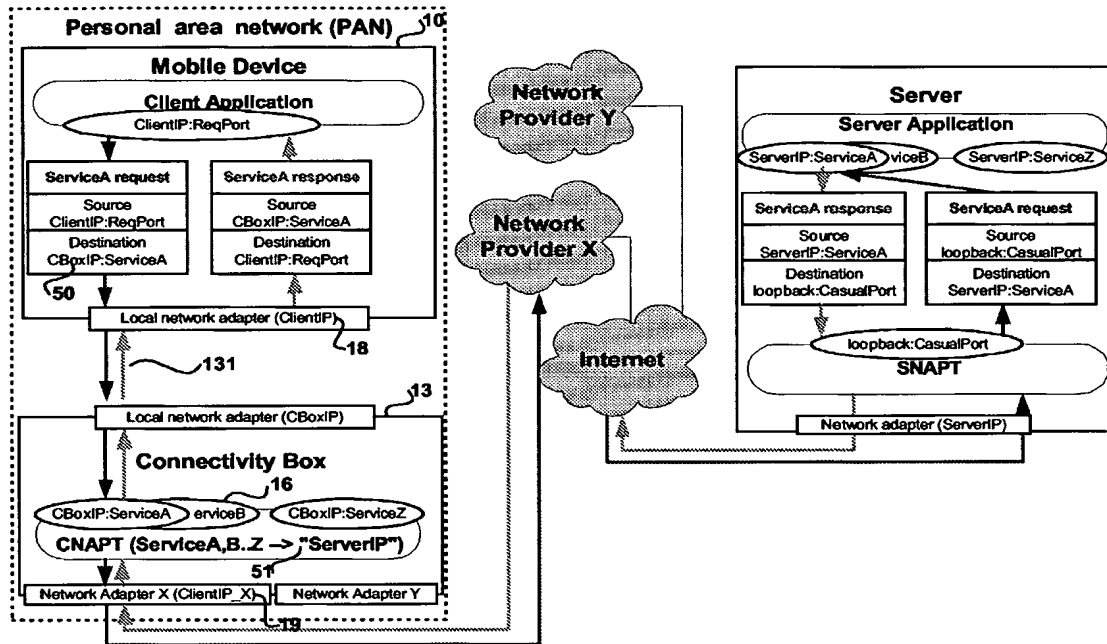 Personal area network (PAN)
10
Mobile Device
Client Application
ClientIP:ReqPort
ServiceA request
Source
ClientIP:ReqPort
Destination
CBoxIP:ServiceA
50
ServiceA response
Source
CBoxIP:ServiceA
Destination
ClientIP:ReqPort
Local network adapter (ClientIP)
18
131
13
Local network adapter (CBoxIP)
Connectivity Box
16
CBoxIP:ServiceA
erviceB
CBoxIP:ServiceZ
CNAPT (ServiceA,B..Z → "ServerIP")
51
Network Adapter X (ClientIP_X)
Network Adapter Y
19
Network
Provider Y
Network
Provider X
Internet
Server
Server Application
ServerIP:ServiceA
viceB
ServerIP:ServiceZ
ServiceA response
Source
ServerIP:ServiceA
Destination
loopback:CasualPort
ServiceA request
Source
loopback:CasualPort
Destination
ServerIP:ServiceA
loopback:CasualPort
SNAPT
Network adapter (ServerIP)